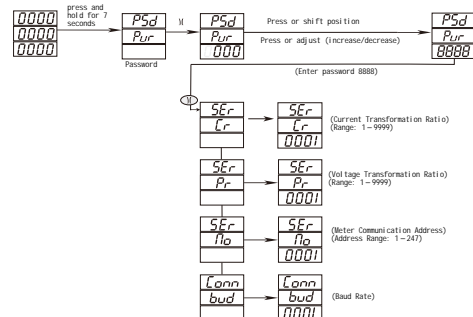 0000
0000
0000
press and
hold for 7
seconds
PSd
Pur
Password
M
PSd
Pur
000
Press or shift position
Press or adjust (increase/decrease)
PSd
Pur
8888
(Enter password 8888)
M
SEr
Cr
SEr
Cr
0001
(Current Transformation Ratio)
(Range: 1-9999)
SEr
Pr
SEr
Pr
0001
(Voltage Transformation Ratio)
(Range: 1-9999)
SEr
No
SEr
No
0001
(Meter Communication Address)
(Address Range: 1-247)
Conn
bud
Conn
bud
0001
(Baud Rate)